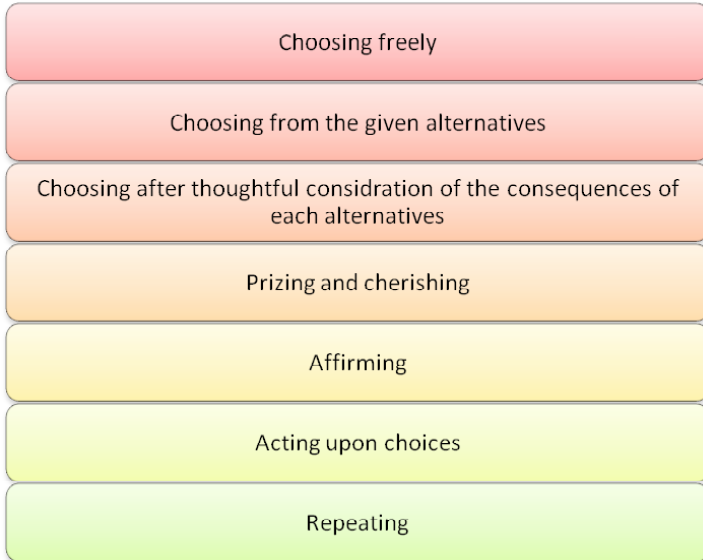 Choosing freely
Choosing from the given alternatives
Choosing after thoughtful considration of the consequences of
each alternatives
Prizing and cherishing
Affirming
Acting upon choices
Repeating